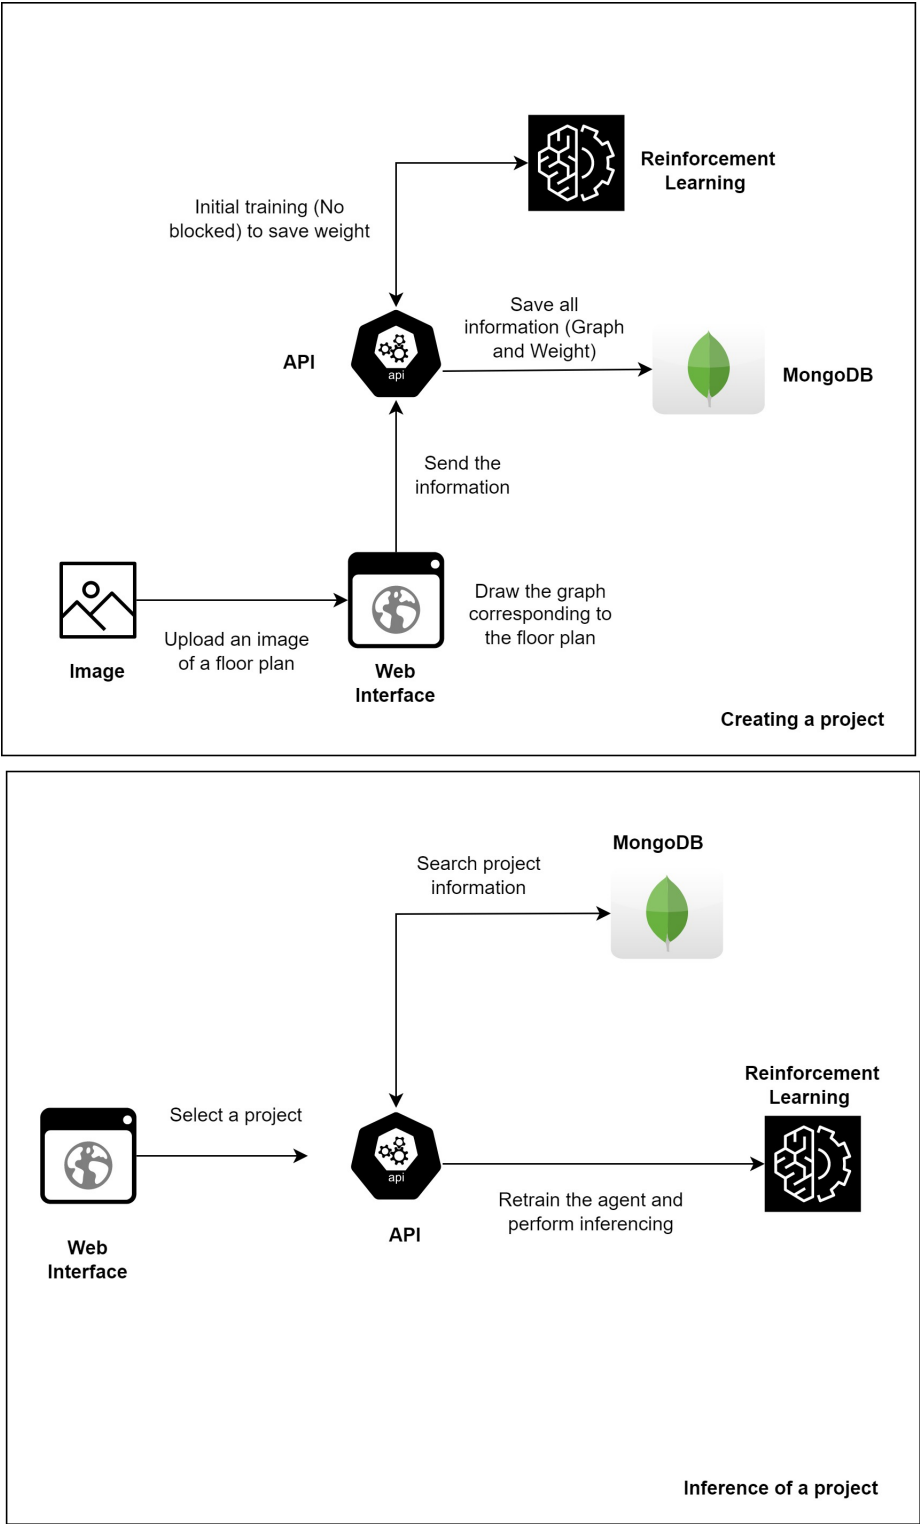 Reinforcement
Learning
Initial training (No
blocked) to save weight
Save all
information (Graph
and Weight)
API
api
MongoDB
Send the
information
Draw the graph
corresponding to
the floor plan
Upload an image
of a floor plan
Image
Web
Interface
Creating a project
MongoDB
Search project
information
Reinforcement
Learning
Select a project
api
Retrain the agent and
perform inferencing
API
Web
Interface
Inference of a project